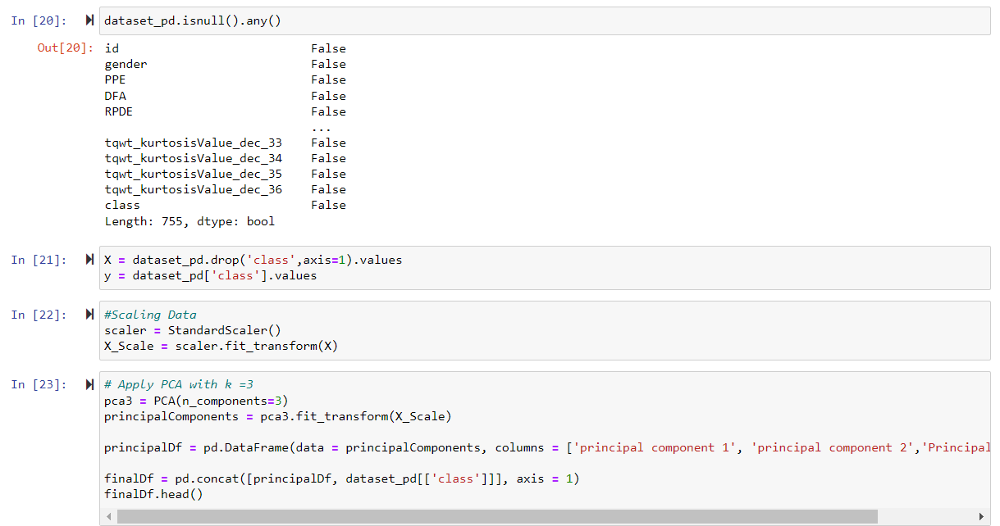 In [20]: dataset_pd.isnull().any()
Out[20]: id False
gender False
PPE False
DFA False
RPDE False
...
tqwt_kurtosisValue_dec_33 False
tqwt_kurtosisValue_dec_34 False
tqwt_kurtosisValue_dec_35 False
tqwt_kurtosisValue_dec_36 False
class False
Length: 755, dtype: bool
In [21]: X = dataset_pd.drop('class',axis=1).values
y = dataset_pd['class'].values
In [22]: #Scaling Data
scaler = StandardScaler()
X_Scale = scaler.fit_transform(X)
In [23]: # Apply PCA with k =3
pca3 = PCA(n_components=3)
principalComponents = pca3.fit_transform(X_Scale)
principalDf = pd.DataFrame(data = principalComponents, columns = ['principal component 1', 'principal component 2','Principal
finalDf = pd.concat([principalDf, dataset_pd[['class']]], axis = 1)
finalDf.head()